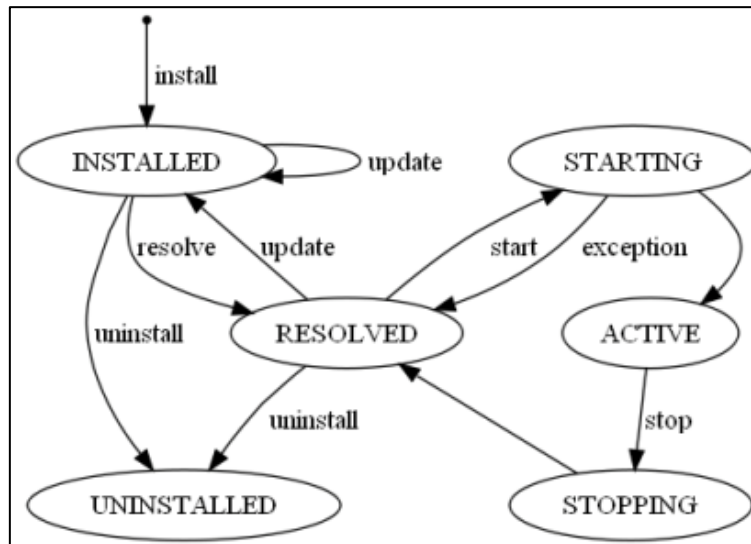 install
INSTALLED
update
STARTING
resolve
update
start
exception
uninstall
RESOLVED
ACTIVE
uninstall
stop
UNINSTALLED
STOPPING